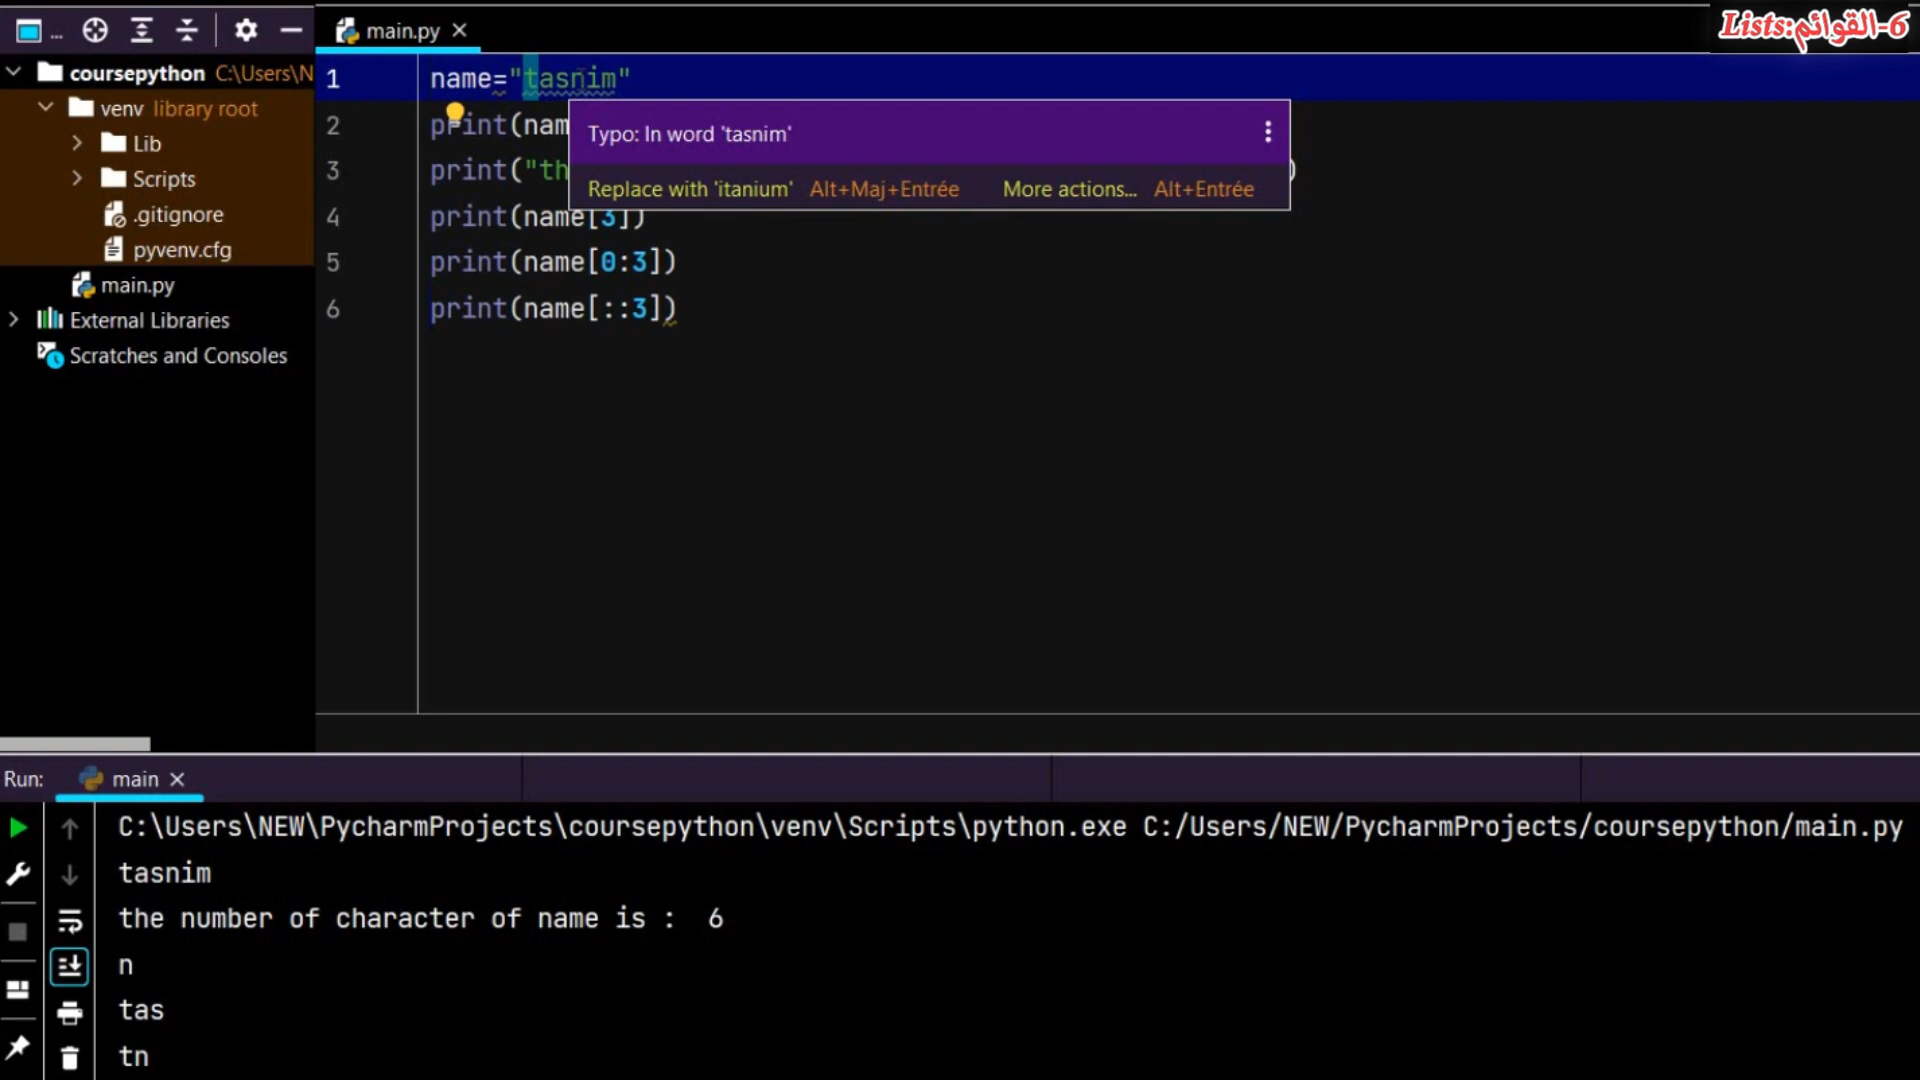 ...
main.py
6-القوائم:Lists
coursepython C:\Users\N
venv library root
Lib
Scripts
.gitignore
pyvenv.cfg
main.py
External Libraries
Scratches and Consoles
1 name="tasnim"
2 print(nam
3 print("th )
4 print(name[3])
5 print(name[0:3])
6 print(name[::3])
Typo: In word 'tasnim'
Replace with 'itanium' Alt+Maj+Entrée More actions... Alt+Entrée
Run: main
C:\Users\NEW\PycharmProjects\coursepython\venv\Scripts\python.exe C:/Users/NEW/PycharmProjects/coursepython/main.py
tasnim
the number of character of name is :  6
n
tas
tn